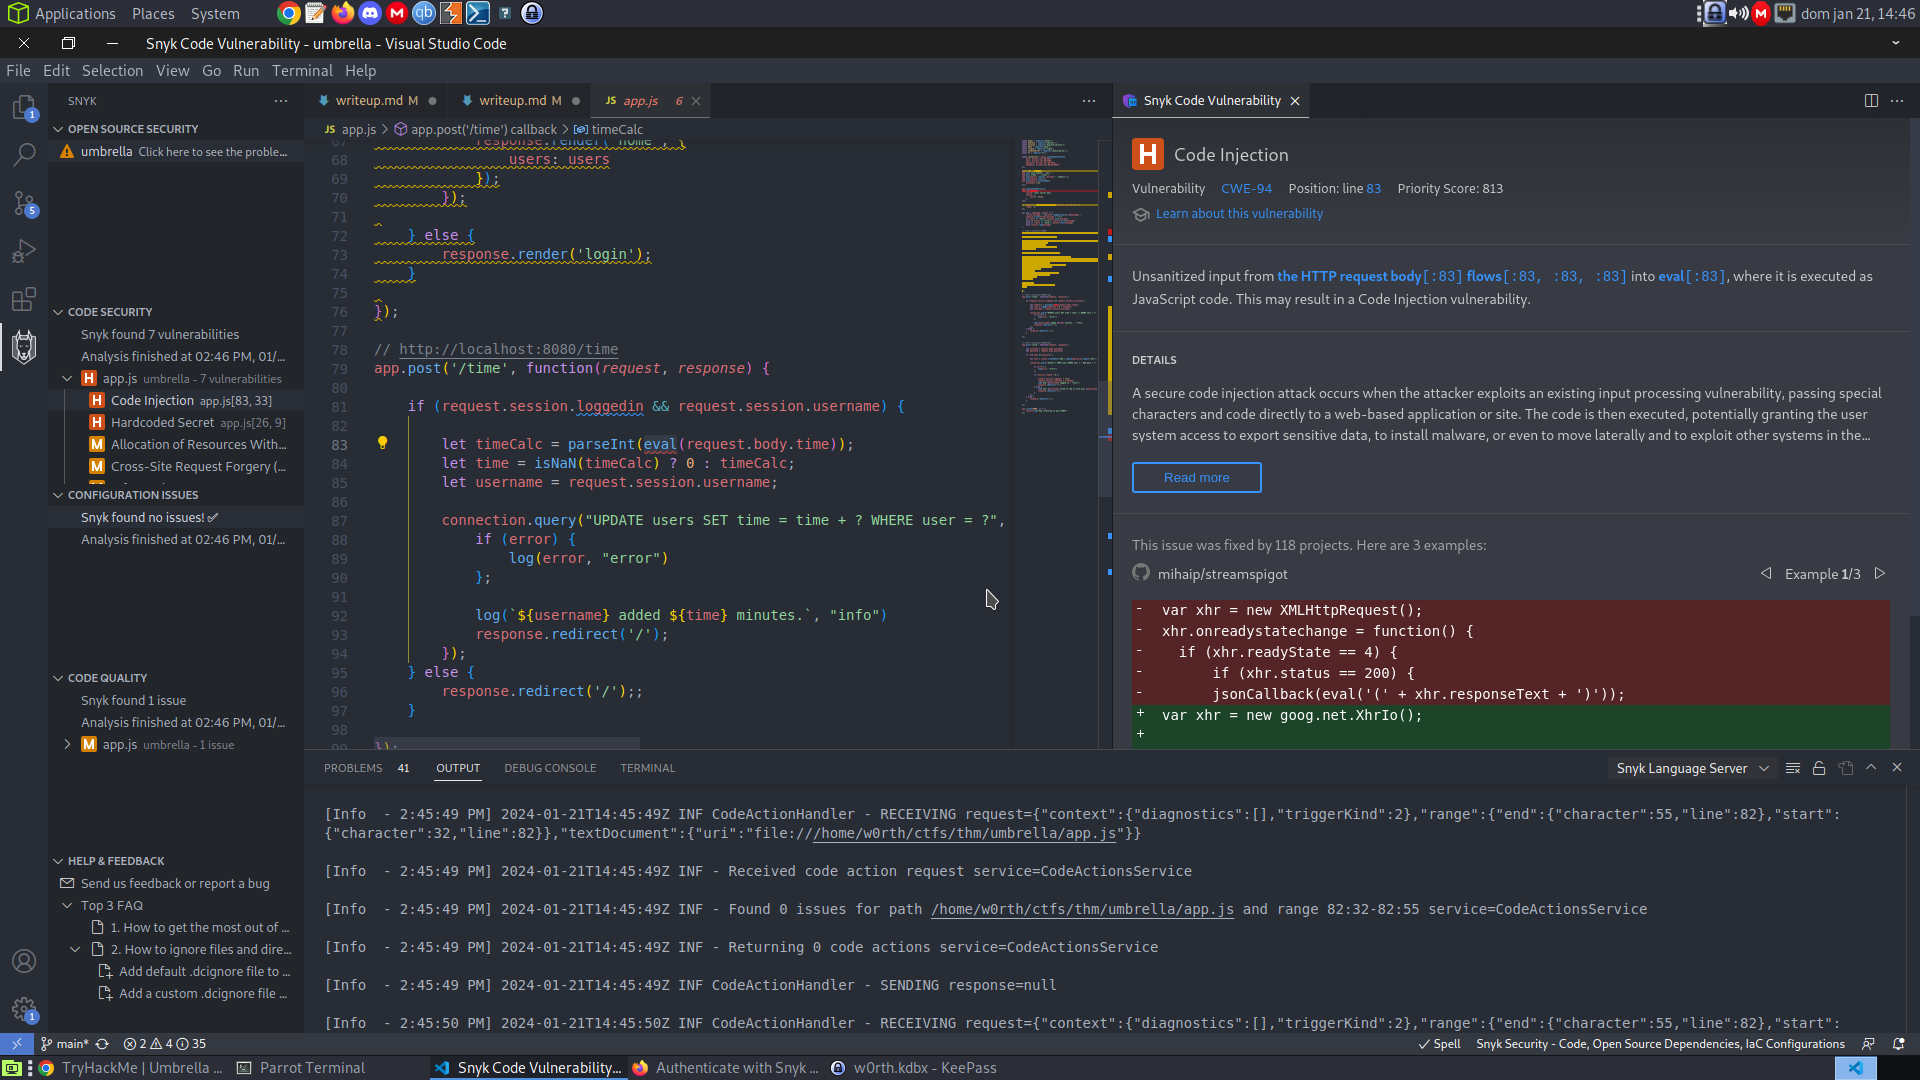 Applications Places System
dom jan 21, 14:46
Snyk Code Vulnerability - umbrella - Visual Studio Code
File Edit Selection View Go Run Terminal Help
SNYK
OPEN SOURCE SECURITY
umbrella Click here to see the proble...
CODE SECURITY
Snyk found 7 vulnerabilities
Analysis finished at 02:46 PM, 01/...
H app.js umbrella - 7 vulnerabilities
H Code Injection app.js[83, 33]
H Hardcoded Secret app.js[26, 9]
M Allocation of Resources With...
M Cross-Site Request Forgery (...
CONFIGURATION ISSUES
Snyk found no issues! ✅
Analysis finished at 02:46 PM, 01/...
CODE QUALITY
Snyk found 1 issue
Analysis finished at 02:46 PM, 01/...
M app.js umbrella - 1 issue
HELP & FEEDBACK
Send us feedback or report a bug
Top 3 FAQ
1. How to get the most out of ...
2. How to ignore files and dire...
Add default .dcignore file to ...
Add a custom .dcignore file ...
writeup.md M
writeup.md M
JS app.js 6
JS app.js > app.post('/time') callback > timeCalc
67 response.render('home', {
68 users: users
69 });
70 });
71
72 } else {
73 response.render('login');
74 }
75
76 });
77
78 // http://localhost:8080/time
79 app.post('/time', function(request, response) {
80
81 if (request.session.loggedin && request.session.username) {
82
83 let timeCalc = parseInt(eval(request.body.time));
84 let time = isNaN(timeCalc) ? 0 : timeCalc;
85 let username = request.session.username;
86
87 connection.query("UPDATE users SET time = time + ? WHERE user = ?",
88 if (error) {
89 log(error, "error")
90 };
91
92 log(`${username} added ${time} minutes.`, "info")
93 response.redirect('/');
94 });
95 } else {
96 response.redirect('/');;
97 }
98
99 });
Snyk Code Vulnerability
H Code Injection
Vulnerability CWE-94 Position: line 83 Priority Score: 813
Learn about this vulnerability
Unsanitized input from the HTTP request body[:83] flows[:83, :83, :83] into eval[:83], where it is executed as
JavaScript code. This may result in a Code Injection vulnerability.
DETAILS
A secure code injection attack occurs when the attacker exploits an existing input processing vulnerability, passing special
characters and code directly to a web-based application or site. The code is then executed, potentially granting the user
system access to export sensitive data, to install malware, or even to move laterally and to exploit other systems in the...
Read more
This issue was fixed by 118 projects. Here are 3 examples:
mihaip/streamspigot
Example 1/3
- var xhr = new XMLHttpRequest();
- xhr.onreadystatechange = function() {
- if (xhr.readyState == 4) {
- if (xhr.status == 200) {
- jsonCallback(eval('(' + xhr.responseText + ')'));
+ var xhr = new goog.net.XhrIo();
+
PROBLEMS 41 OUTPUT DEBUG CONSOLE TERMINAL
Snyk Language Server
[Info - 2:45:49 PM] 2024-01-21T14:45:49Z INF CodeActionHandler - RECEIVING request={"context":{"diagnostics":[],"triggerKind":2},"range":{"end":{"character":55,"line":82},"start":
{"character":32,"line":82}},"textDocument":{"uri":"file:///home/w0rth/ctfs/thm/umbrella/app.js"}}
[Info - 2:45:49 PM] 2024-01-21T14:45:49Z INF - Received code action request service=CodeActionsService
[Info - 2:45:49 PM] 2024-01-21T14:45:49Z INF - Found 0 issues for path /home/w0rth/ctfs/thm/umbrella/app.js and range 82:32-82:55 service=CodeActionsService
[Info - 2:45:49 PM] 2024-01-21T14:45:49Z INF - Returning 0 code actions service=CodeActionsService
[Info - 2:45:49 PM] 2024-01-21T14:45:49Z INF CodeActionHandler - SENDING response=null
[Info - 2:45:50 PM] 2024-01-21T14:45:50Z INF CodeActionHandler - RECEIVING request={"context":{"diagnostics":[],"triggerKind":2},"range":{"end":{"character":55,"line":82},"start":
main* 2 4 35
Spell Snyk Security - Code, Open Source Dependencies, IaC Configurations
TryHackMe | Umbrella ... Parrot Terminal Snyk Code Vulnerability... Authenticate with Snyk ... w0rth.kdbx - KeePass